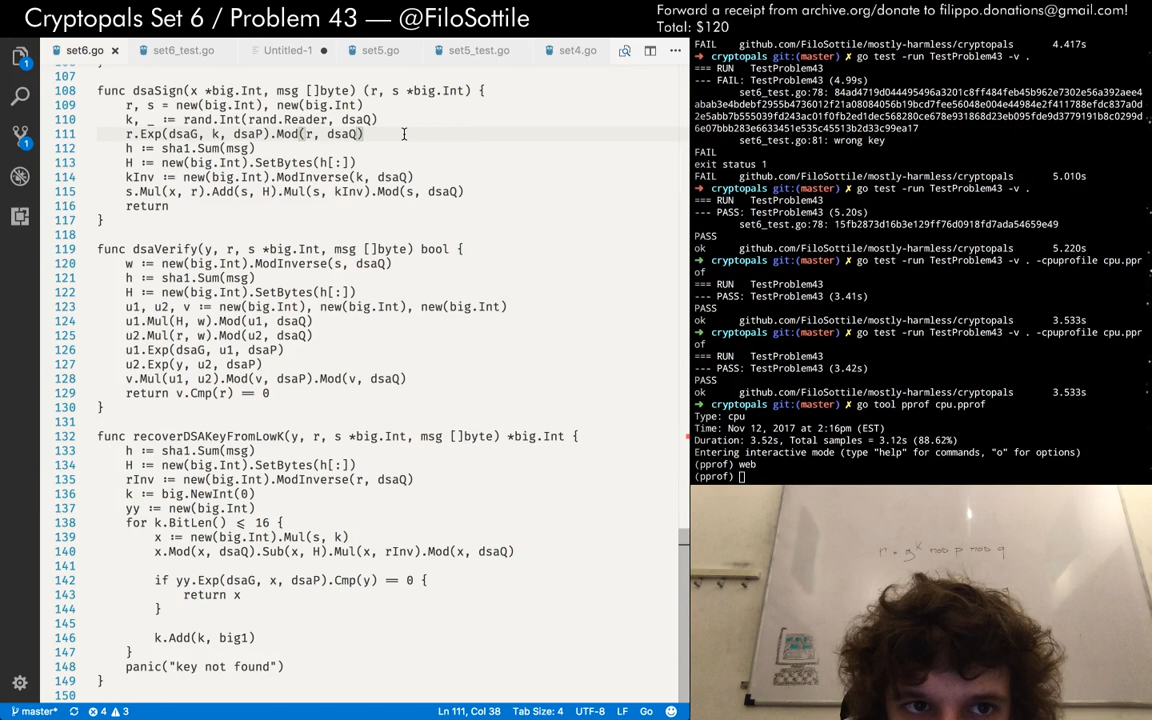 Cryptopals Set 6 / Problem 43 — @FiloSottile
Forward a receipt from archive.org/donate to filippo.donations@gmail.com!
Total: $120
set6.go
set6_test.go
Untitled-1
set5.go
set5_test.go
set4.go
107
108 func dsaSign(x *big.Int, msg []byte) (r, s *big.Int) {
109 r, s = new(big.Int), new(big.Int)
110 k, _ := rand.Int(rand.Reader, dsaQ)
111 r.Exp(dsaG, k, dsaP).Mod(r, dsaQ)
112 h := sha1.Sum(msg)
113 H := new(big.Int).SetBytes(h[:])
114 kInv := new(big.Int).ModInverse(k, dsaQ)
115 s.Mul(x, r).Add(s, H).Mul(s, kInv).Mod(s, dsaQ)
116 return
117 }
118
119 func dsaVerify(y, r, s *big.Int, msg []byte) bool {
120 w := new(big.Int).ModInverse(s, dsaQ)
121 h := sha1.Sum(msg)
122 H := new(big.Int).SetBytes(h[:])
123 u1, u2, v := new(big.Int), new(big.Int), new(big.Int)
124 u1.Mul(H, w).Mod(u1, dsaQ)
125 u2.Mul(r, w).Mod(u2, dsaQ)
126 u1.Exp(dsaG, u1, dsaP)
127 u2.Exp(y, u2, dsaP)
128 v.Mul(u1, u2).Mod(v, dsaP).Mod(v, dsaQ)
129 return v.Cmp(r) == 0
130 }
131
132 func recoverDSAKeyFromLowK(y, r, s *big.Int, msg []byte) *big.Int {
133 h := sha1.Sum(msg)
134 H := new(big.Int).SetBytes(h[:])
135 rInv := new(big.Int).ModInverse(r, dsaQ)
136 k := big.NewInt(0)
137 yy := new(big.Int)
138 for k.BitLen() <= 16 {
139 x := new(big.Int).Mul(s, k)
140 x.Mod(x, dsaQ).Sub(x, H).Mul(x, rInv).Mod(x, dsaQ)
141
142 if yy.Exp(dsaG, x, dsaP).Cmp(y) == 0 {
143 return x
144 }
145
146 k.Add(k, big1)
147 }
148 panic("key not found")
149 }
150
master* 4 3 Ln 111, Col 38 Tab Size: 4 UTF-8 LF Go
FAIL github.com/FiloSottile/mostly-harmless/cryptopals 4.417s
➜ cryptopals git:(master) ✗ go test -run TestProblem43 -v .
=== RUN TestProblem43
--- FAIL: TestProblem43 (4.99s)
set6_test.go:78: 84ad4719d04449
FAIL
exit status 1
set6_test.go:81: wrong key
FAIL github.com/FiloSottile/mostly-harmless/cryptopals 5.010s
➜ cryptopals git:(master) ✗ go test -run TestProblem43 -v .
=== RUN TestProblem43
--- PASS: TestProblem43 (5.20s)
set6_test.go:78: 15fb2873d16b3e129ff76d0918fd7ada54659e49
PASS
ok github.com/FiloSottile/mostly-harmless/cryptopals 5.220s
➜ cryptopals git:(master) ✗ go test -run TestProblem43 -v . -cpuprofile cpu.ppr
of
=== RUN TestProblem43
--- PASS: TestProblem43 (3.41s)
PASS
ok github.com/FiloSottile/mostly-harmless/cryptopals 3.533s
➜ cryptopals git:(master) ✗ go test -run TestProblem43 -v . -cpuprofile cpu.ppr
of
=== RUN TestProblem43
--- PASS: TestProblem43 (3.42s)
PASS
ok github.com/FiloSottile/mostly-harmless/cryptopals 3.533s
➜ cryptopals git:(master) ✗ go tool pprof cpu.pprof
Type: cpu
Time: Nov 12, 2017 at 2:16pm (EST)
Duration: 3.52s, Total samples = 3.12s (88.62%)
Entering interactive mode (type "help" for commands, "o" for options)
(pprof) web
(pprof)
r = g^k mod p mod q